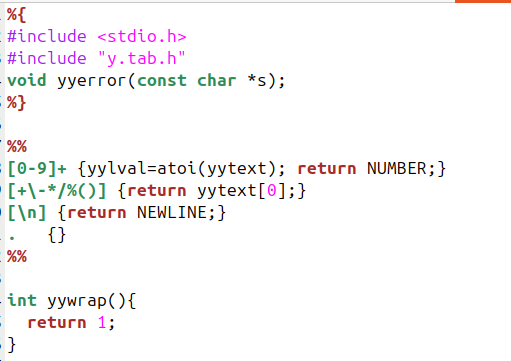 %{
#include <stdio.h>
#include "y.tab.h"
void yyerror(const char *s);
%}
%%
[0-9]+ {yylval=atoi(yytext); return NUMBER;}
[+\-*/%()] {return yytext[0];}
[\n] {return NEWLINE;}
.   {}
%%
int yywrap(){
  return 1;
}